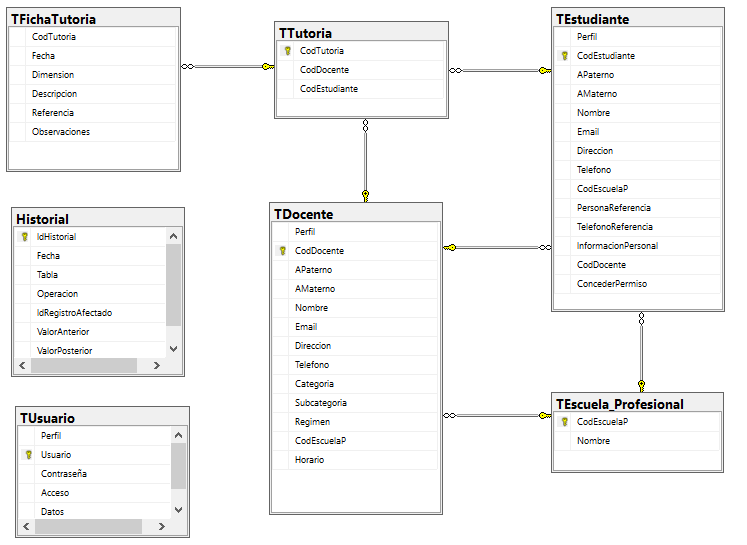 TFichaTutoria
CodTutoria
Fecha
Dimension
Descripcion
Referencia
Observaciones
TTutoria
CodTutoria
CodDocente
CodEstudiante
TEstudiante
Perfil
CodEstudiante
APaterno
AMaterno
Nombre
Email
Direccion
Telefono
CodEscuelaP
PersonaReferencia
TelefonoReferencia
InformacionPersonal
CodDocente
ConcederPermiso
Historial
IdHistorial
Fecha
Tabla
Operacion
IdRegistroAfectado
ValorAnterior
ValorPosterior
TDocente
Perfil
CodDocente
APaterno
AMaterno
Nombre
Email
Direccion
Telefono
Categoria
Subcategoria
Regimen
CodEscuelaP
Horario
TEscuela_Profesional
CodEscuelaP
Nombre
TUsuario
Perfil
Usuario
Contraseña
Acceso
Datos